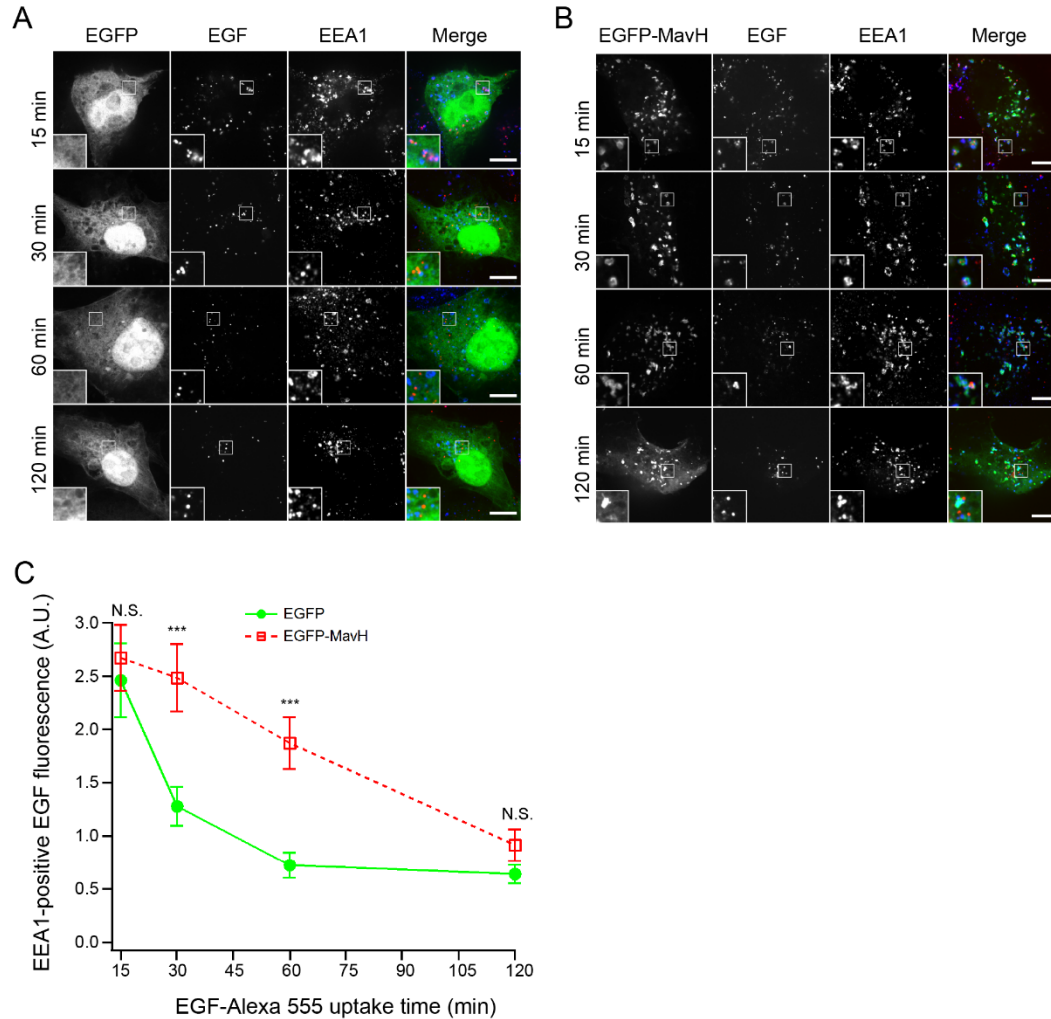 A
EGFP EGF EEA1 Merge
15 min
30 min
60 min
120 min
B
EGFP-MavH EGF EEA1 Merge
15 min
30 min
60 min
120 min
C
EEA1-positive EGF fluorescence (A.U.)
3.0
2.5
2.0
1.5
1.0
0.5
0.0
N.S.
***
***
N.S.
EGFP
EGFP-MavH
15 30 45 60 75 90 105 120
EGF-Alexa 555 uptake time (min)